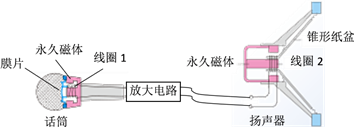 永久磁体
线圈 1
膜片
话筒
放大电路
永久磁体
锥形纸盆
线圈 2
扬声器